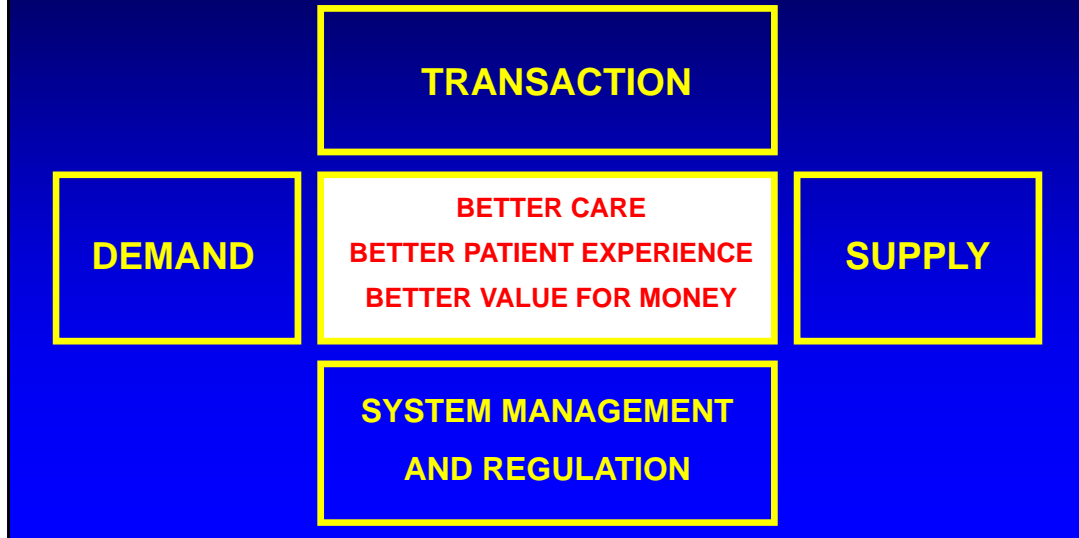 TRANSACTION
DEMAND
BETTER CARE
BETTER PATIENT EXPERIENCE
BETTER VALUE FOR MONEY
SUPPLY
SYSTEM MANAGEMENT
AND REGULATION